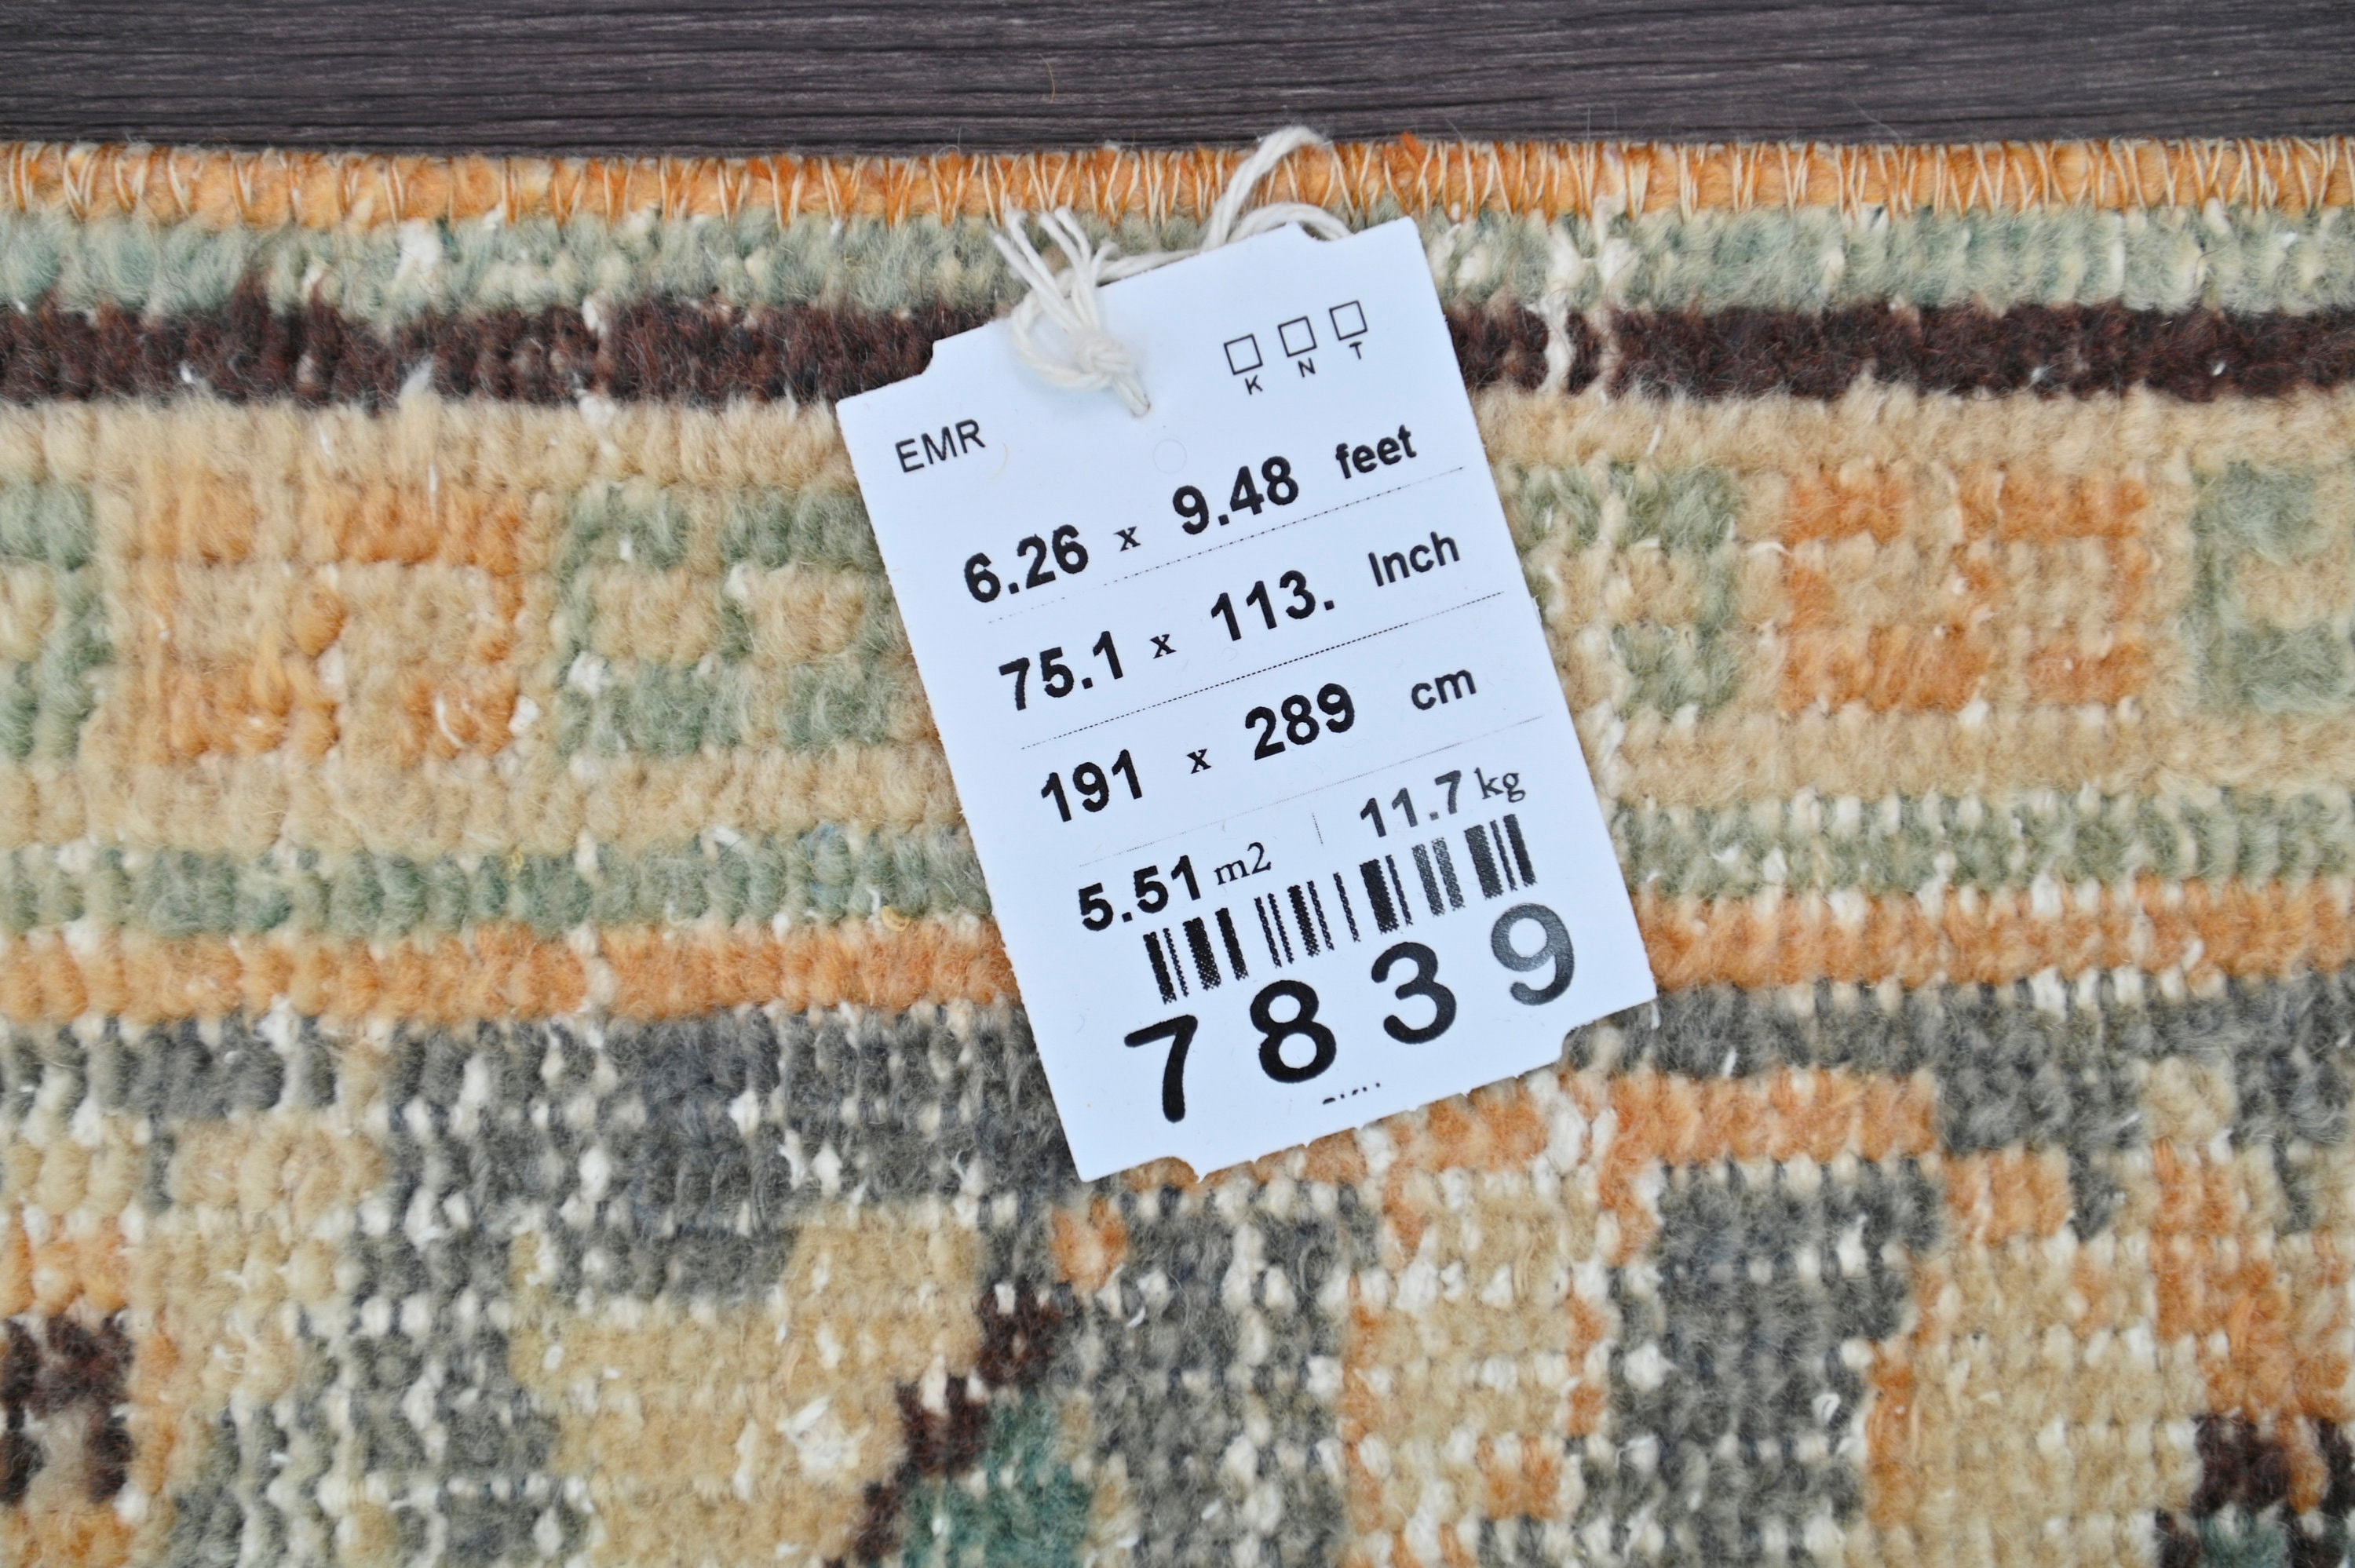 K N T
EMR
6.26 x 9.48 feet
75.1 x 113. Inch
191 x 289 cm
5.51 m2 11.7 kg
7839